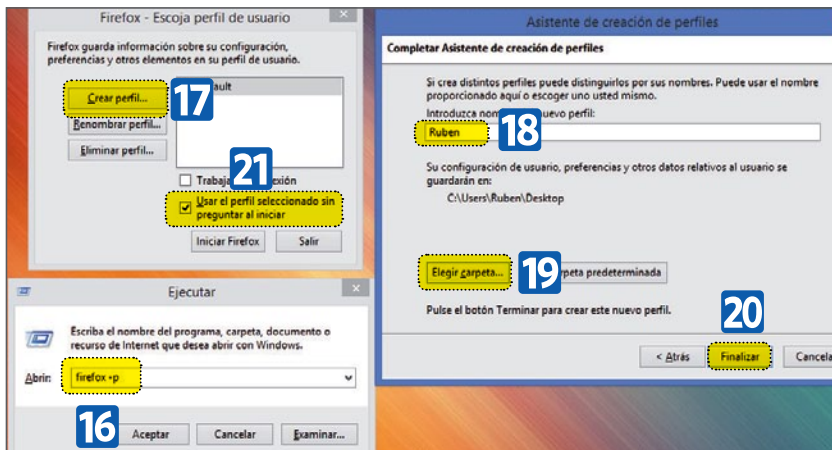 Firefox - Escoja perfil de usuario
Firefox guarda información sobre su configuración,
preferencias y otros elementos en su perfil de usuario.
Crear perfil...
17
Renombrar perfil...
Eliminar perfil...
21
Usar el perfil seleccionado sin
preguntar al iniciar
Iniciar Firefox
Salir
Ejecutar
Escriba el nombre del programa, carpeta, documento o
recurso de Internet que desea abrir con Windows.
Abrir:
firefox -p
16
Aceptar
Cancelar
Examinar...
Asistente de creación de perfiles
Completar Asistente de creación de perfiles
Si crea distintos perfiles puede distinguirlos por sus nombres. Puede usar el nombre
proporcionado aquí o escoger uno usted mismo.
Introduzca nuevo perfil:
Ruben
18
Su configuración de usuario, preferencias y otros datos relativos al usuario se
guardarán en:
C:\Users\Ruben\Desktop
Elegir carpeta...
19
predeterminada
Pulse el botón Terminar para crear este nuevo perfil.
20
< Atrás
Finalizar
Cancela